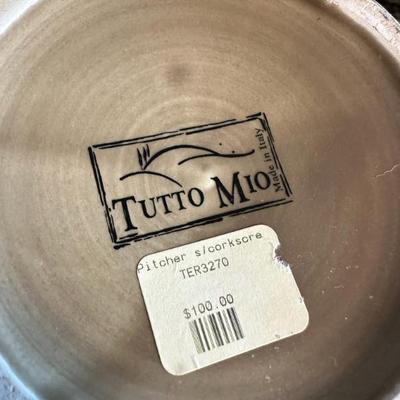 TUTTO MIO
Made in Italy
Pitcher s/corkscre
TER3270
$100.00